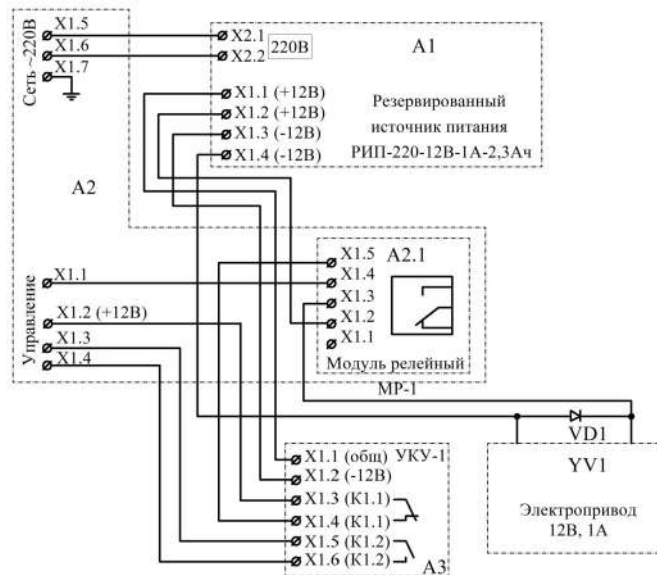 X1.5
X1.6
X1.7
Сеть ~220В
X2.1
X2.2
220В
A1
X1.1 (+12В)
X1.2 (+12В)
X1.3 (-12В)
X1.4 (-12В)
Резервированный
источник питания
РИП-220-12В-1А-2,3Ач
A2
X1.1
X1.2 (+12В)
X1.3
X1.4
Управление
X1.5
X1.4
X1.3
X1.2
X1.1
A2.1
Модуль релейный
МР-1
VD1
YV1
Электропривод
12В, 1А
X1.1 (общ) УКУ-1
X1.2 (-12В)
X1.3 (К1.1)
X1.4 (К1.1)
X1.5 (К1.2)
X1.6 (К1.2)
A3